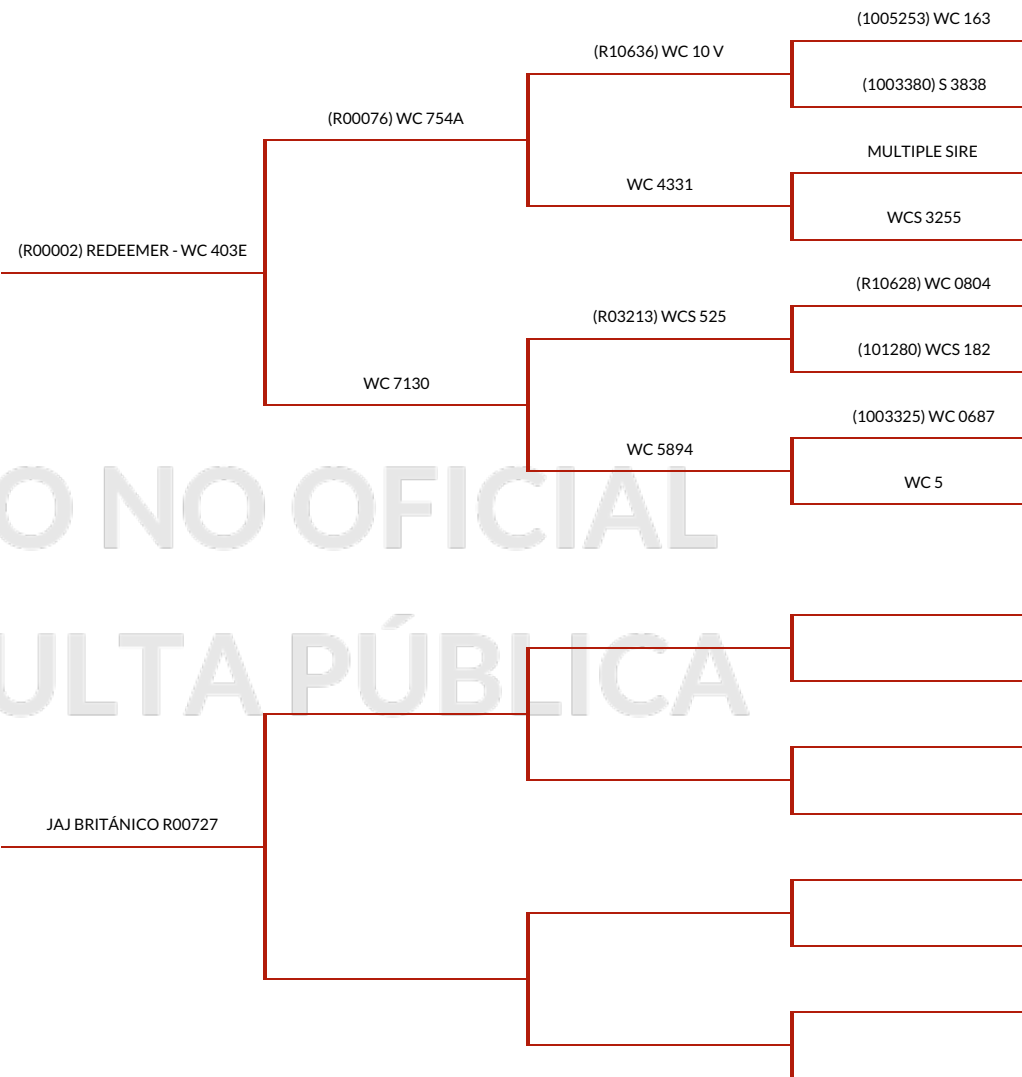 (1005253) WC 163
(R10636) WC 10 V
(1003380) S 3838
(R00076) WC 754A
MULTIPLE SIRE
WC 4331
WCS 3255
(R00002) REDEEMER - WC 403E
(R10628) WC 0804
(R03213) WCS 525
(101280) WCS 182
WC 7130
(1003325) WC 0687
WC 5894
WC 5
O NO OFICIAL
ULTA PÚBLICA
JAJ BRITÁNICO R00727